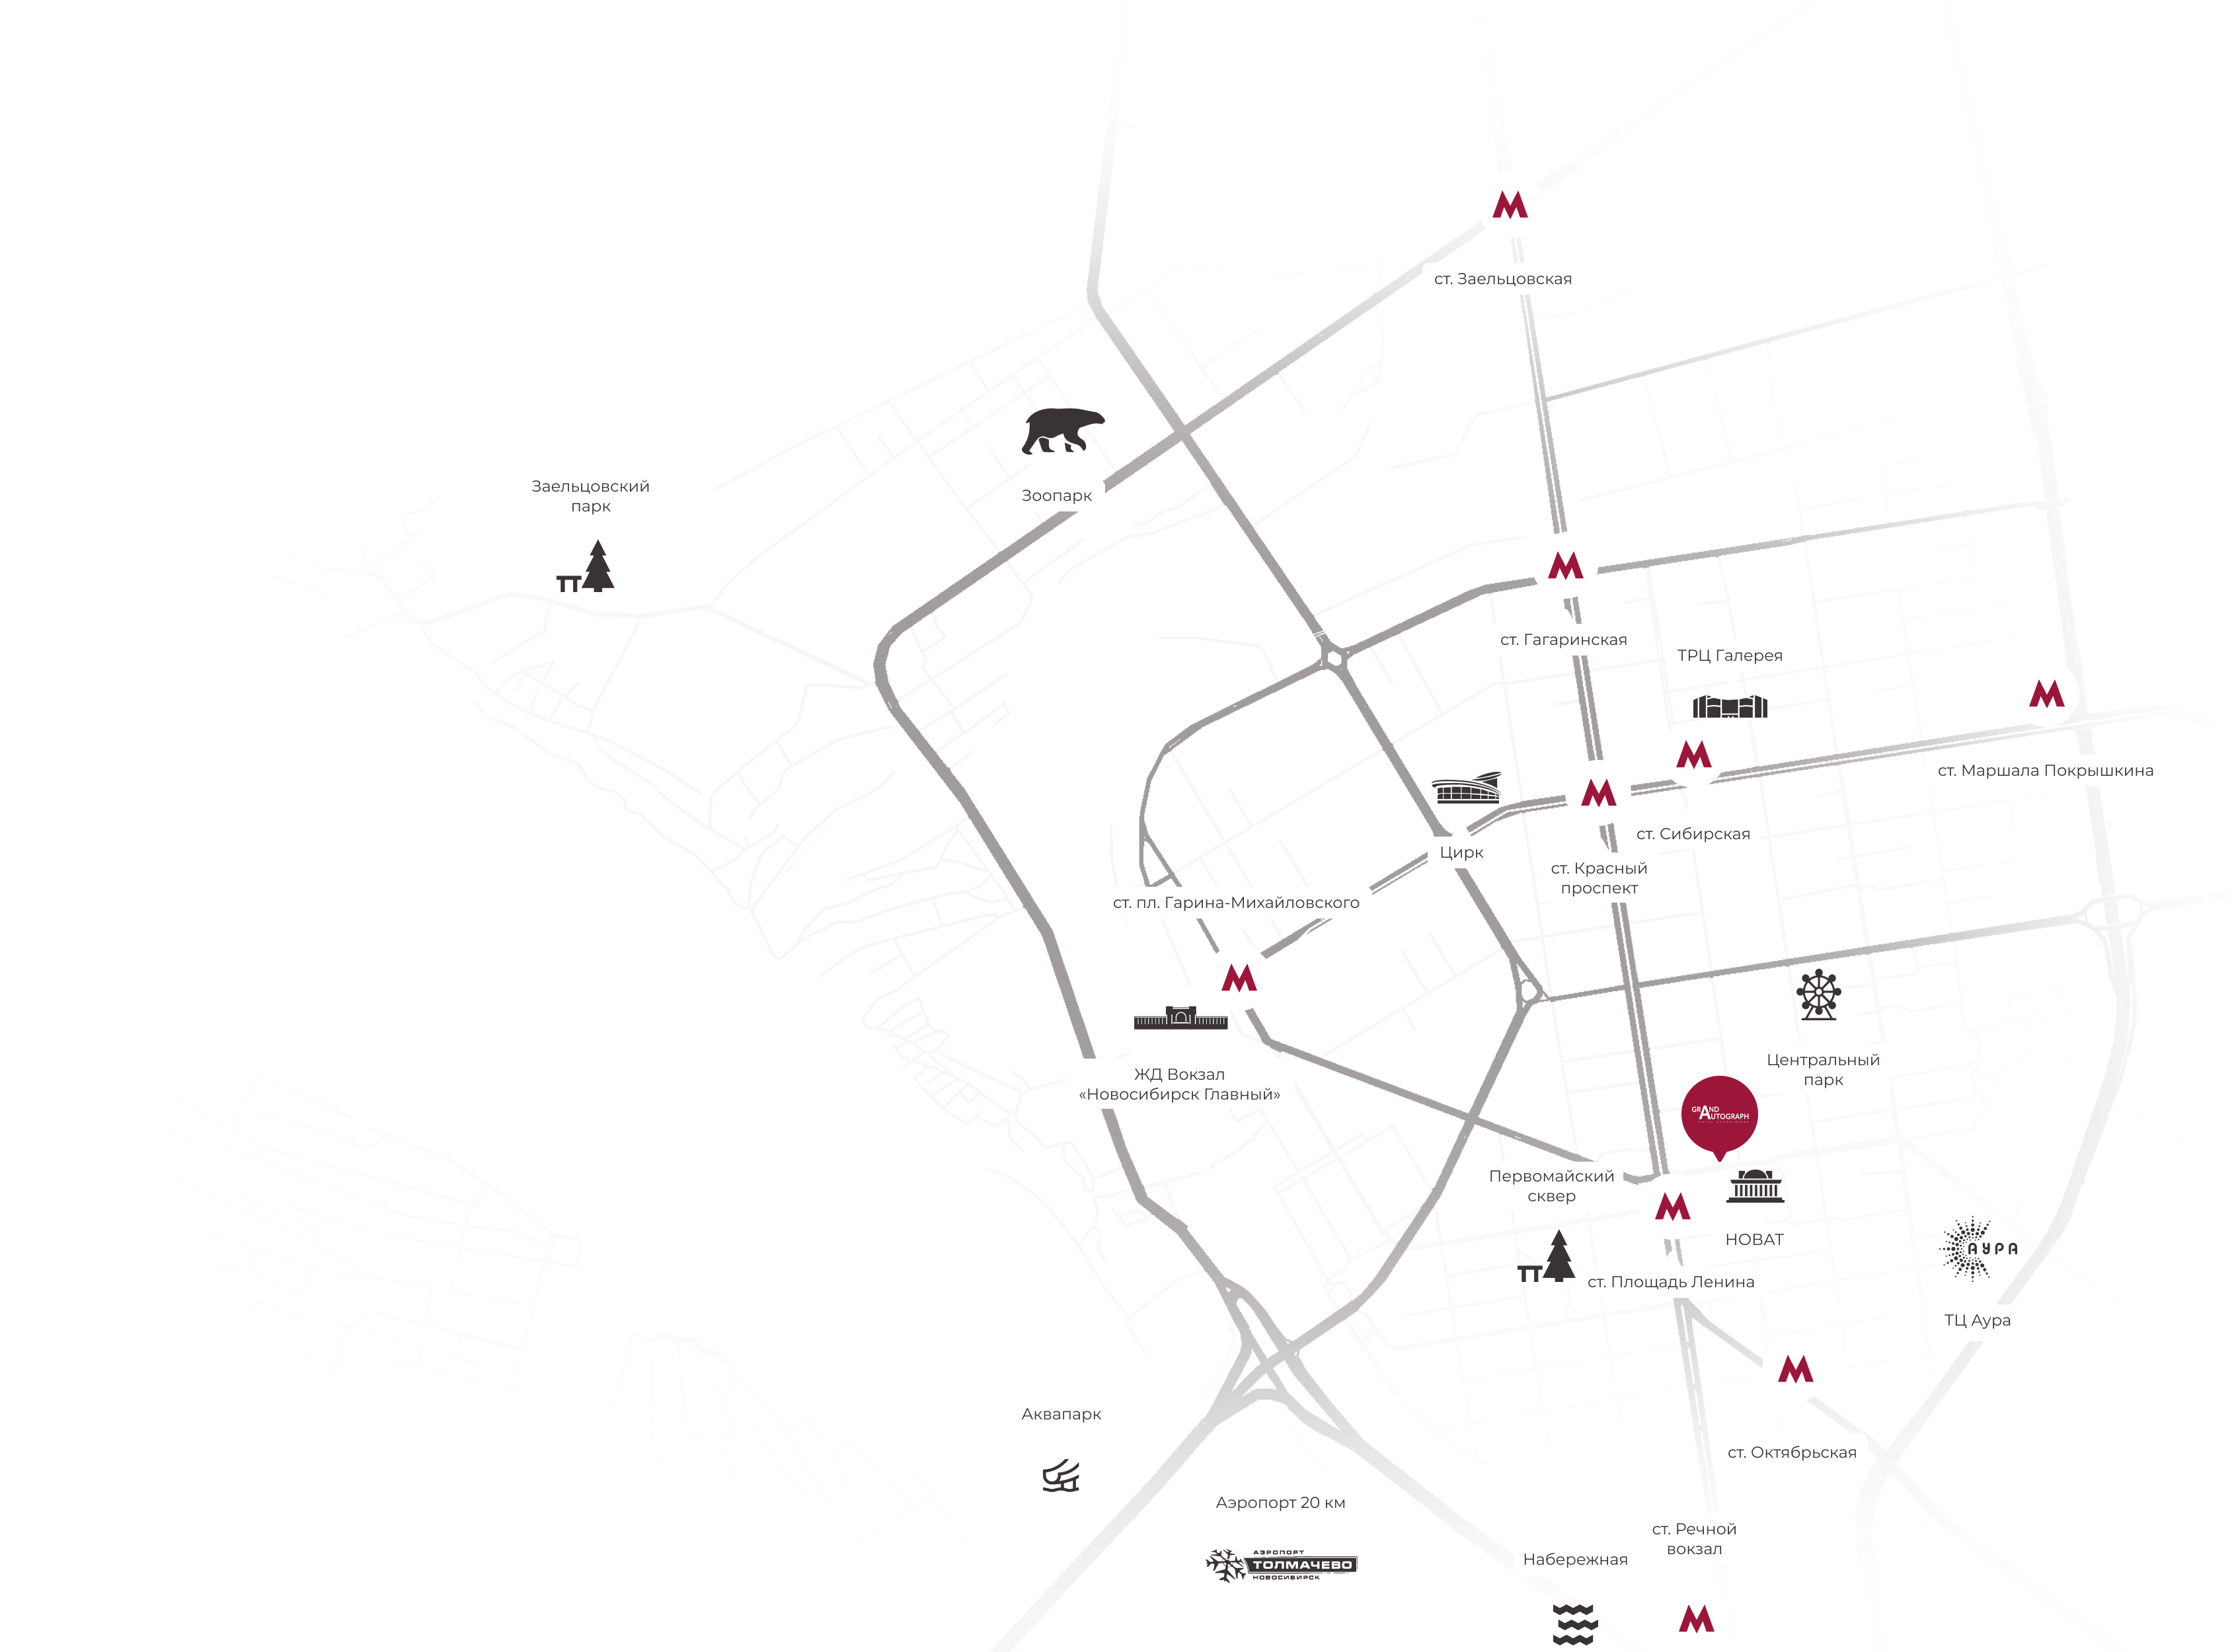 ст. Заельцовская
Заельцовский
парк
Зоопарк
ст. Гагаринская
ТРЦ Галерея
ст. Маршала Покрышкина
ст. Сибирская
Цирк
ст. Красный
проспект
ст. пл. Гарина-Михайловского
ЖД Вокзал
«Новосибирск Главный»
Центральный
парк
GRAND
AUTOGRAPH
Первомайский
сквер
НОВАТ
АУРА
ст. Площадь Ленина
ТЦ Аура
Аквапарк
ст. Октябрьская
Аэропорт 20 км
АЭРОПОРТ
ТОЛМАЧЕВО
НОВОСИБИРСК
ст. Речной
вокзал
Набережная